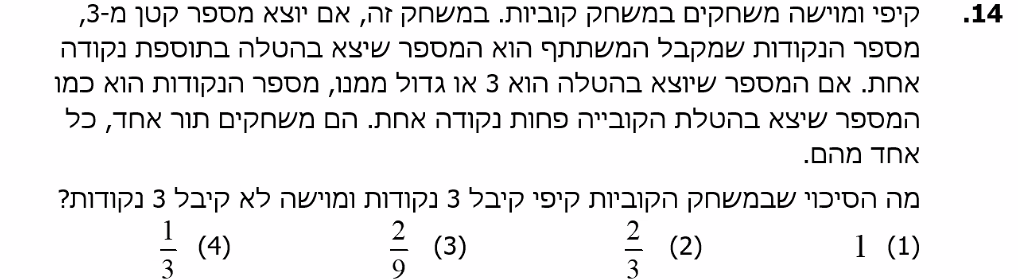 14. קיפי ומוישה משחקים במשחק קוביות. במשחק זה, אם יוצא מספר קטן מ-3,
מספר הנקודות שמקבל המשתתף הוא המספר שיצא בהטלה בתוספת נקודה
אחת. אם המספר שיוצא בהטלה הוא 3 או גדול ממנו, מספר הנקודות הוא כמו
המספר שיצא בהטלת הקובייה פחות נקודה אחת. הם משחקים תור אחד, כל
אחד מהם.
מה הסיכוי שבמשחק הקוביות קיפי קיבל 3 נקודות ומוישה לא קיבל 3 נקודות?
(1) 1 (2) 2/3 (3) 2/9 (4) 1/3